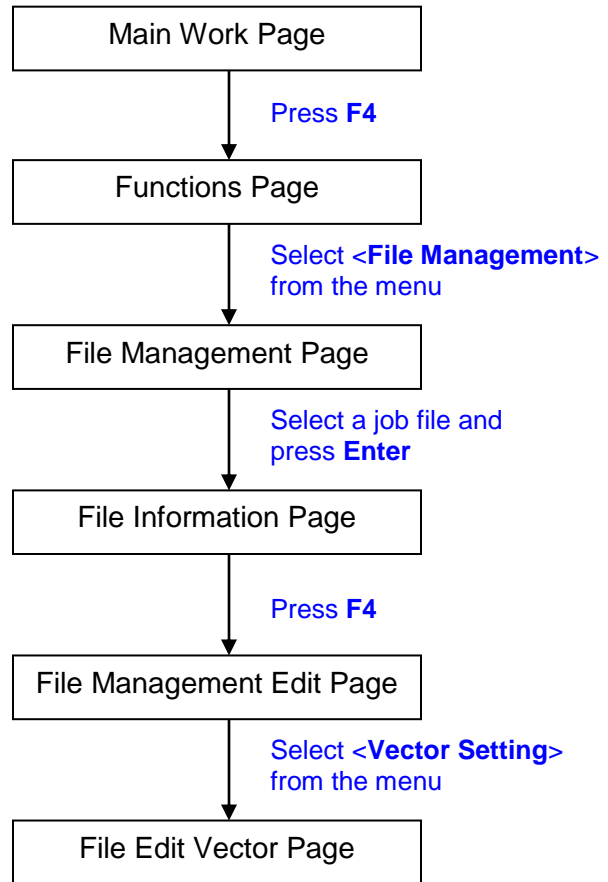 Main Work Page
Press F4
Functions Page
Select <File Management>
from the menu
File Management Page
Select a job file and
press Enter
File Information Page
Press F4
File Management Edit Page
Select <Vector Setting>
from the menu
File Edit Vector Page